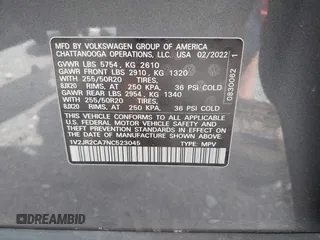 MFD BY VOLKSWAGEN GROUP OF AMERICA
CHATTANOOGA OPERATIONS, LLC USA 02/2022
GVWR LBS 5754, KG 2610
GAWR FRONT LBS 2910, KG 1320
WITH 255/50R20 TIRES,
8JX20 RIMS, AT 250 KPA, 36 PSI COLD
GAWR REAR LBS 2954, KG 1340
WITH 255/50R20 TIRES,
8JX20 RIMS, AT 250 KPA, 36 PSI COLD
THIS VEHICLE CONFORMS TO ALL APPLICABLE
FEDERAL MOTOR VEHICLE SAFETY
STANDARDS IN EFFECT ON THE DATE OF
MANUFACTURE SHOWN ABOVE.
1V2JR2CA7NC523045 TYPE: MPV
0830062 1
DREAMBID